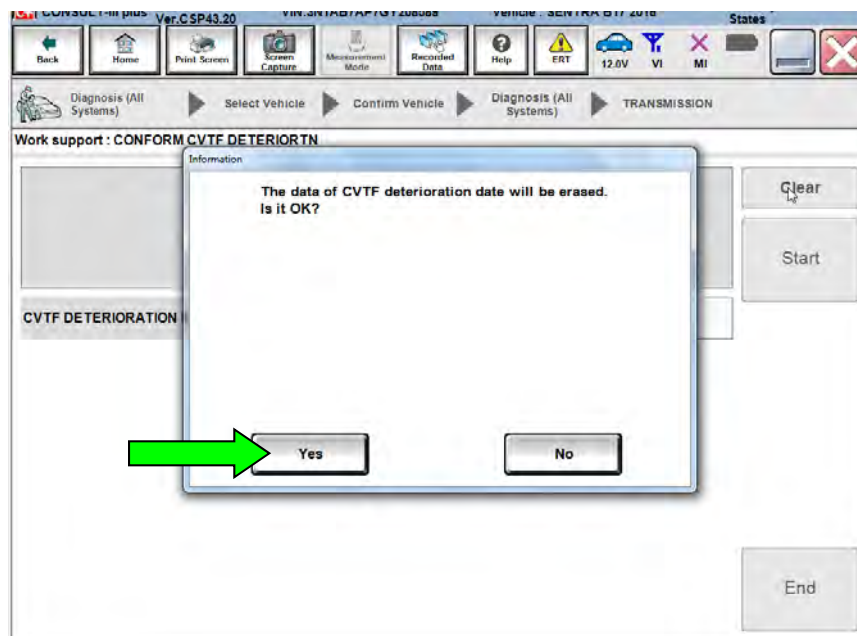 CONSULT-III plus Ver.CSP43.20 Vehicle : SENTRA B17 2016 States
Back Home Print Screen Screen Capture Measurement Mode Recorded Data Help ERT 12.0V VI MI
Diagnosis (All Systems) Select Vehicle Confirm Vehicle Diagnosis (All Systems) TRANSMISSION
Work support : CONFORM CVTF DETERIORTN
Information
The data of CVTF deterioration date will be erased.
Is it OK?
Clear
Start
CVTF DETERIORATION
Yes No
End